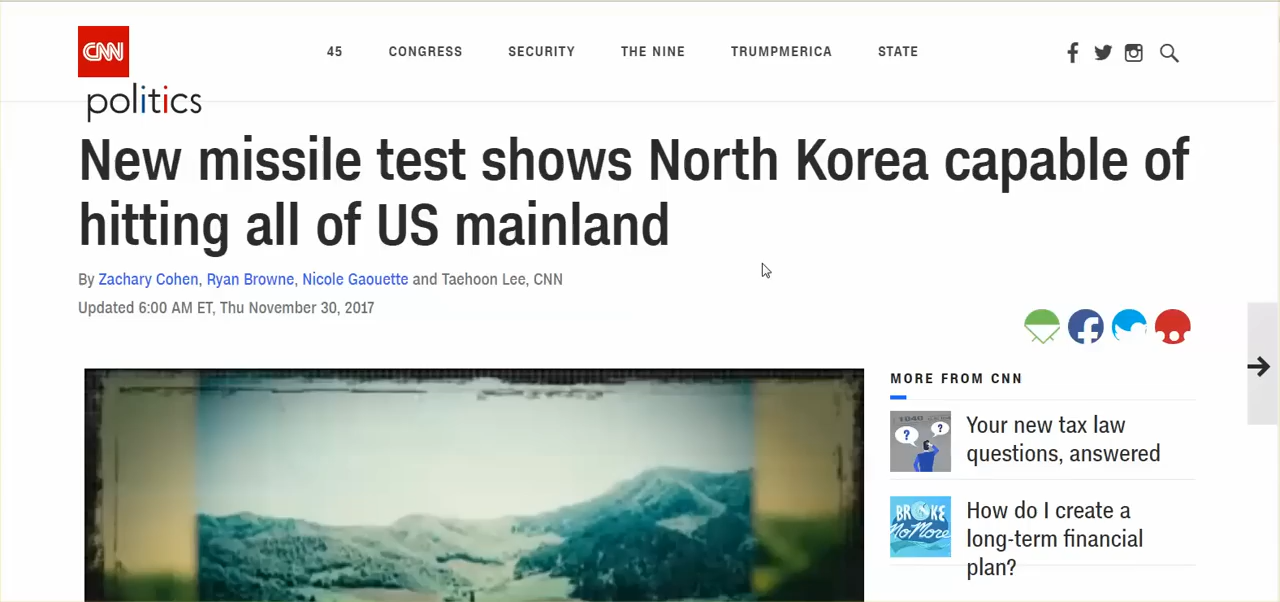 CNN
politics
45 CONGRESS SECURITY THE NINE TRUMPMERICA STATE
New missile test shows North Korea capable of
hitting all of US mainland
By Zachary Cohen, Ryan Browne, Nicole Gaouette and Taehoon Lee, CNN
Updated 6:00 AM ET, Thu November 30, 2017
MORE FROM CNN
1040
? ?
Your new tax law
questions, answered
BROKE
No More
How do I create a
long-term financial
plan?